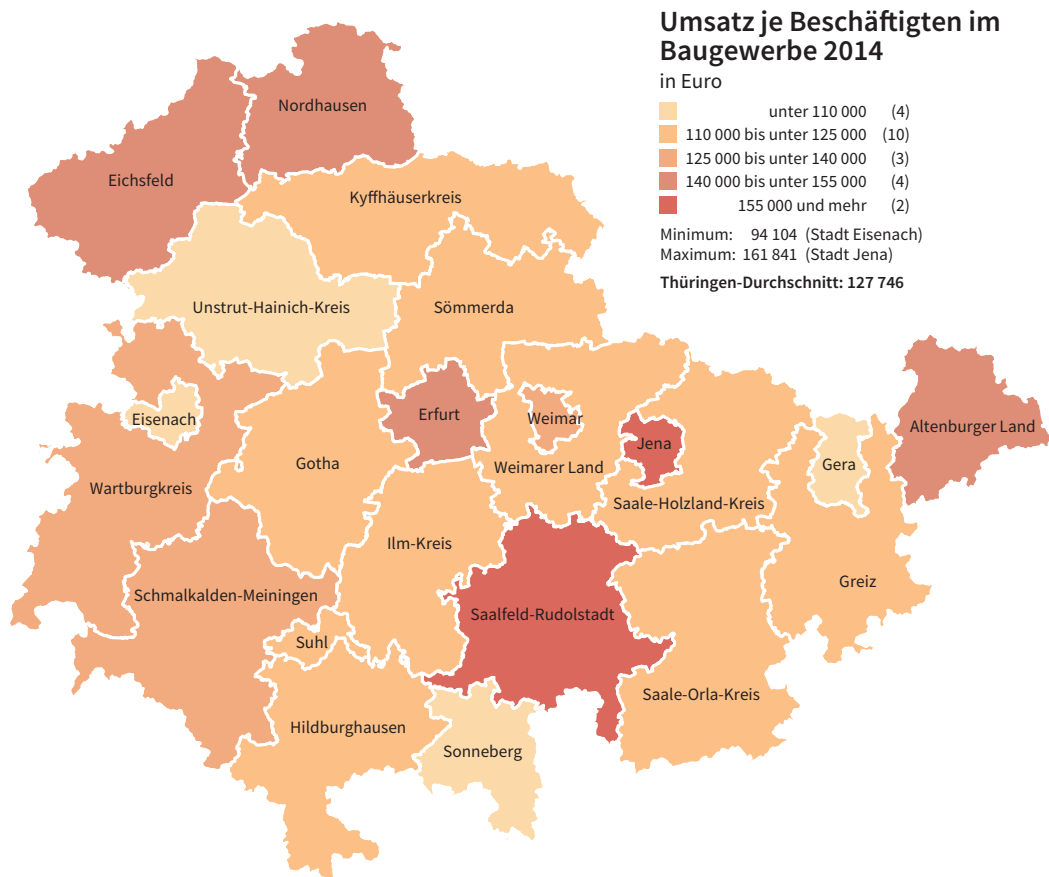 Umsatz je Beschäftigten im
Baugewerbe 2014
in Euro
unter 110 000 (4)
110 000 bis unter 125 000 (10)
125 000 bis unter 140 000 (3)
140 000 bis unter 155 000 (4)
155 000 und mehr (2)
Minimum: 94 104 (Stadt Eisenach)
Maximum: 161 841 (Stadt Jena)
Thüringen-Durchschnitt: 127 746
Nordhausen
Eichsfeld
Kyffhäuserkreis
Unstrut-Hainich-Kreis
Sömmerda
Eisenach
Erfurt
Weimar
Altenburger Land
Jena
Gotha
Weimarer Land
Gera
Wartburgkreis
Saale-Holzland-Kreis
Ilm-Kreis
Greiz
Schmalkalden-Meiningen
Saalfeld-Rudolstadt
Suhl
Saale-Orla-Kreis
Hildburghausen
Sonneberg